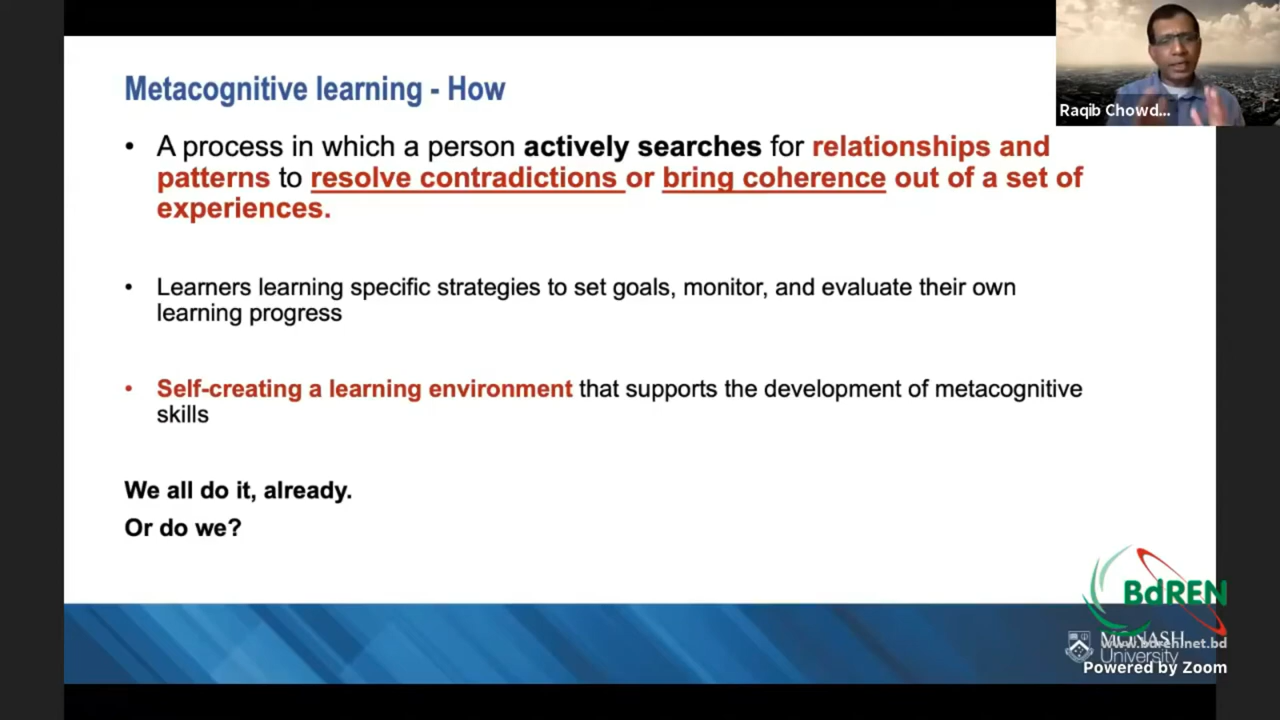 Metacognitive learning - How
• A process in which a person actively searches for relationships and
patterns to resolve contradictions or bring coherence out of a set of
experiences.
• Learners learning specific strategies to set goals, monitor, and evaluate their own
learning progress
• Self-creating a learning environment that supports the development of metacognitive
skills
We all do it, already.
Or do we?
Raqib Chowd...
BdREN
MONASH
www.bdren.net.bd
University
Powered by Zoom